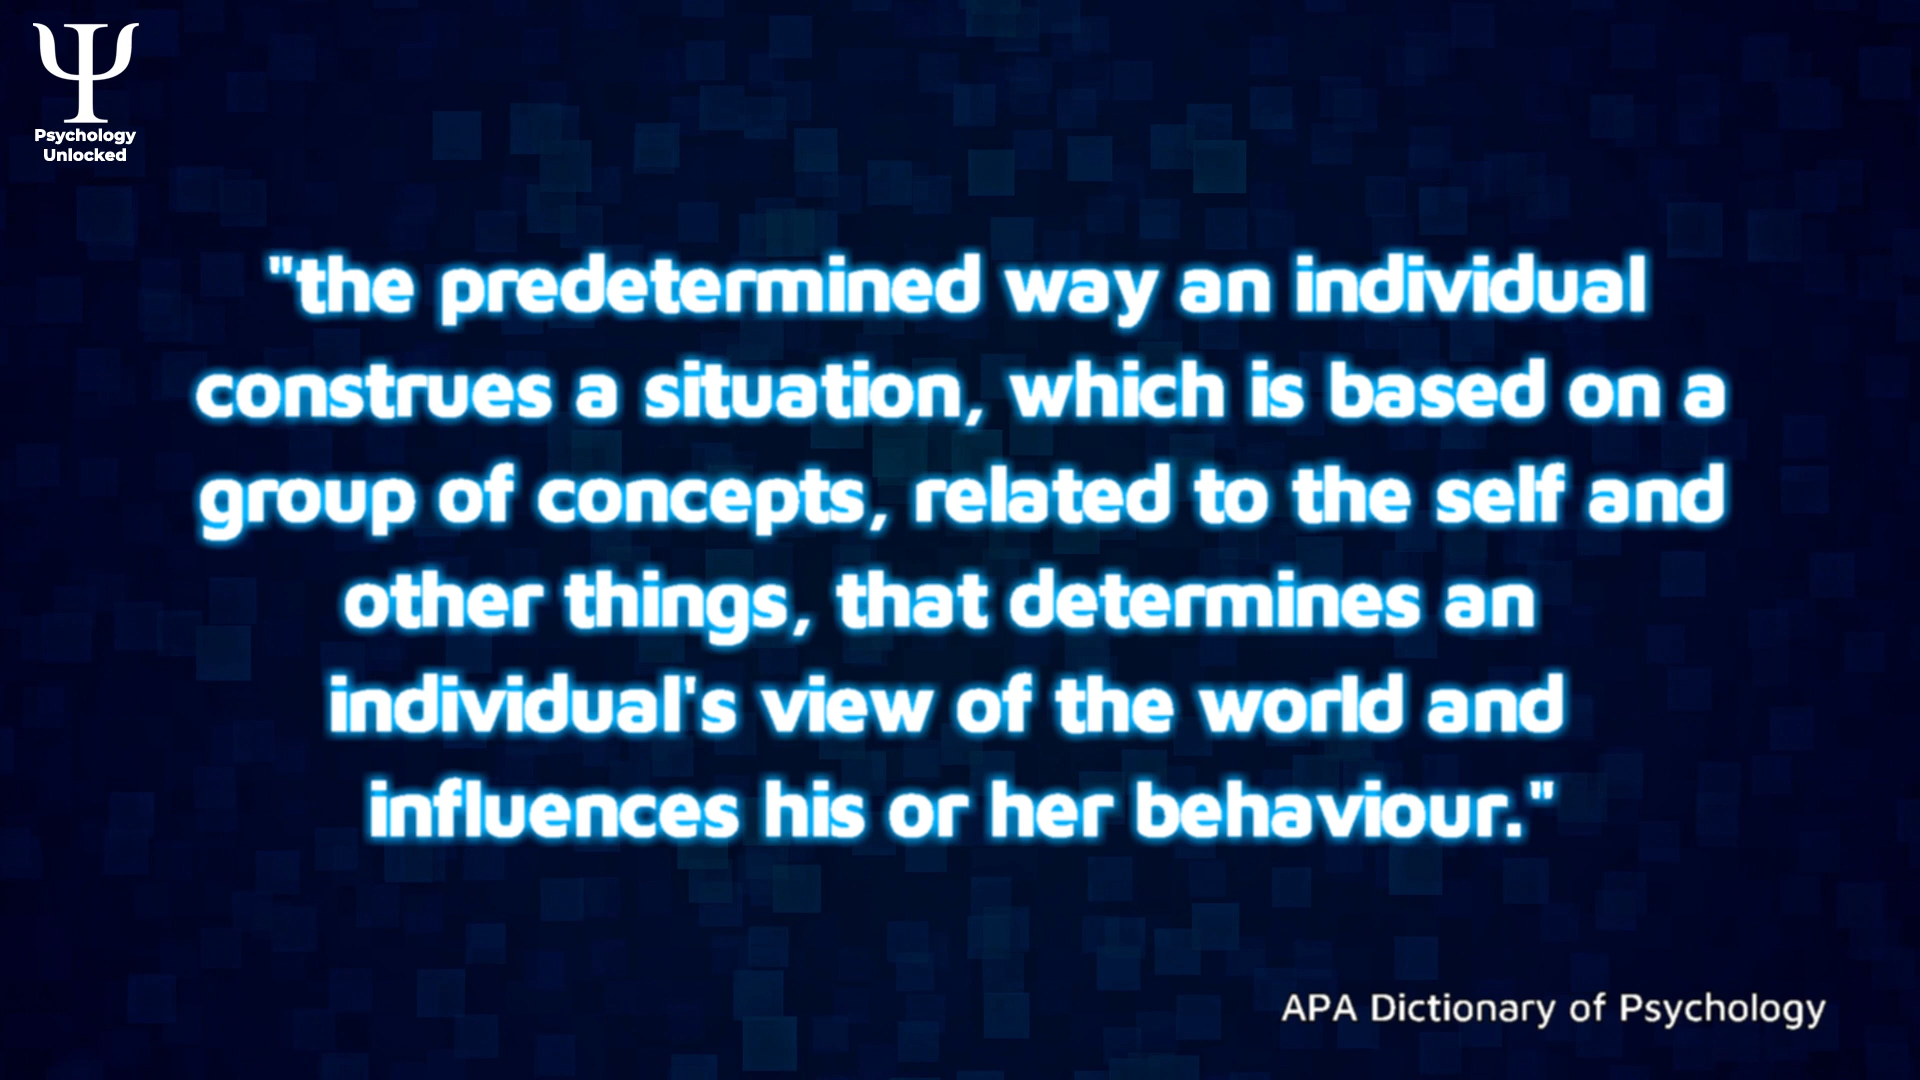 Ψ
Psychology
Unlocked
"the predetermined way an individual
construes a situation, which is based on a
group of concepts, related to the self and
other things, that determines an
individual's view of the world and
influences his or her behaviour."
APA Dictionary of Psychology